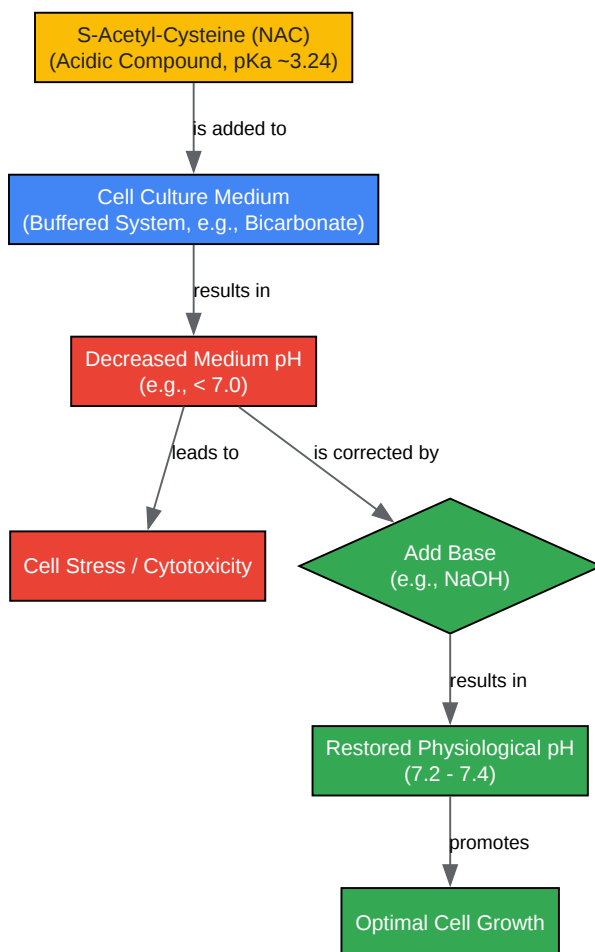 S-Acetyl-Cysteine (NAC)
(Acidic Compound, pKa ~3.24)
is added to
Cell Culture Medium
(Buffered System, e.g., Bicarbonate)
results in
Decreased Medium pH
(e.g., < 7.0)
leads to
is corrected by
Cell Stress / Cytotoxicity
Add Base
(e.g., NaOH)
results in
Restored Physiological pH
(7.2 - 7.4)
promotes
Optimal Cell Growth